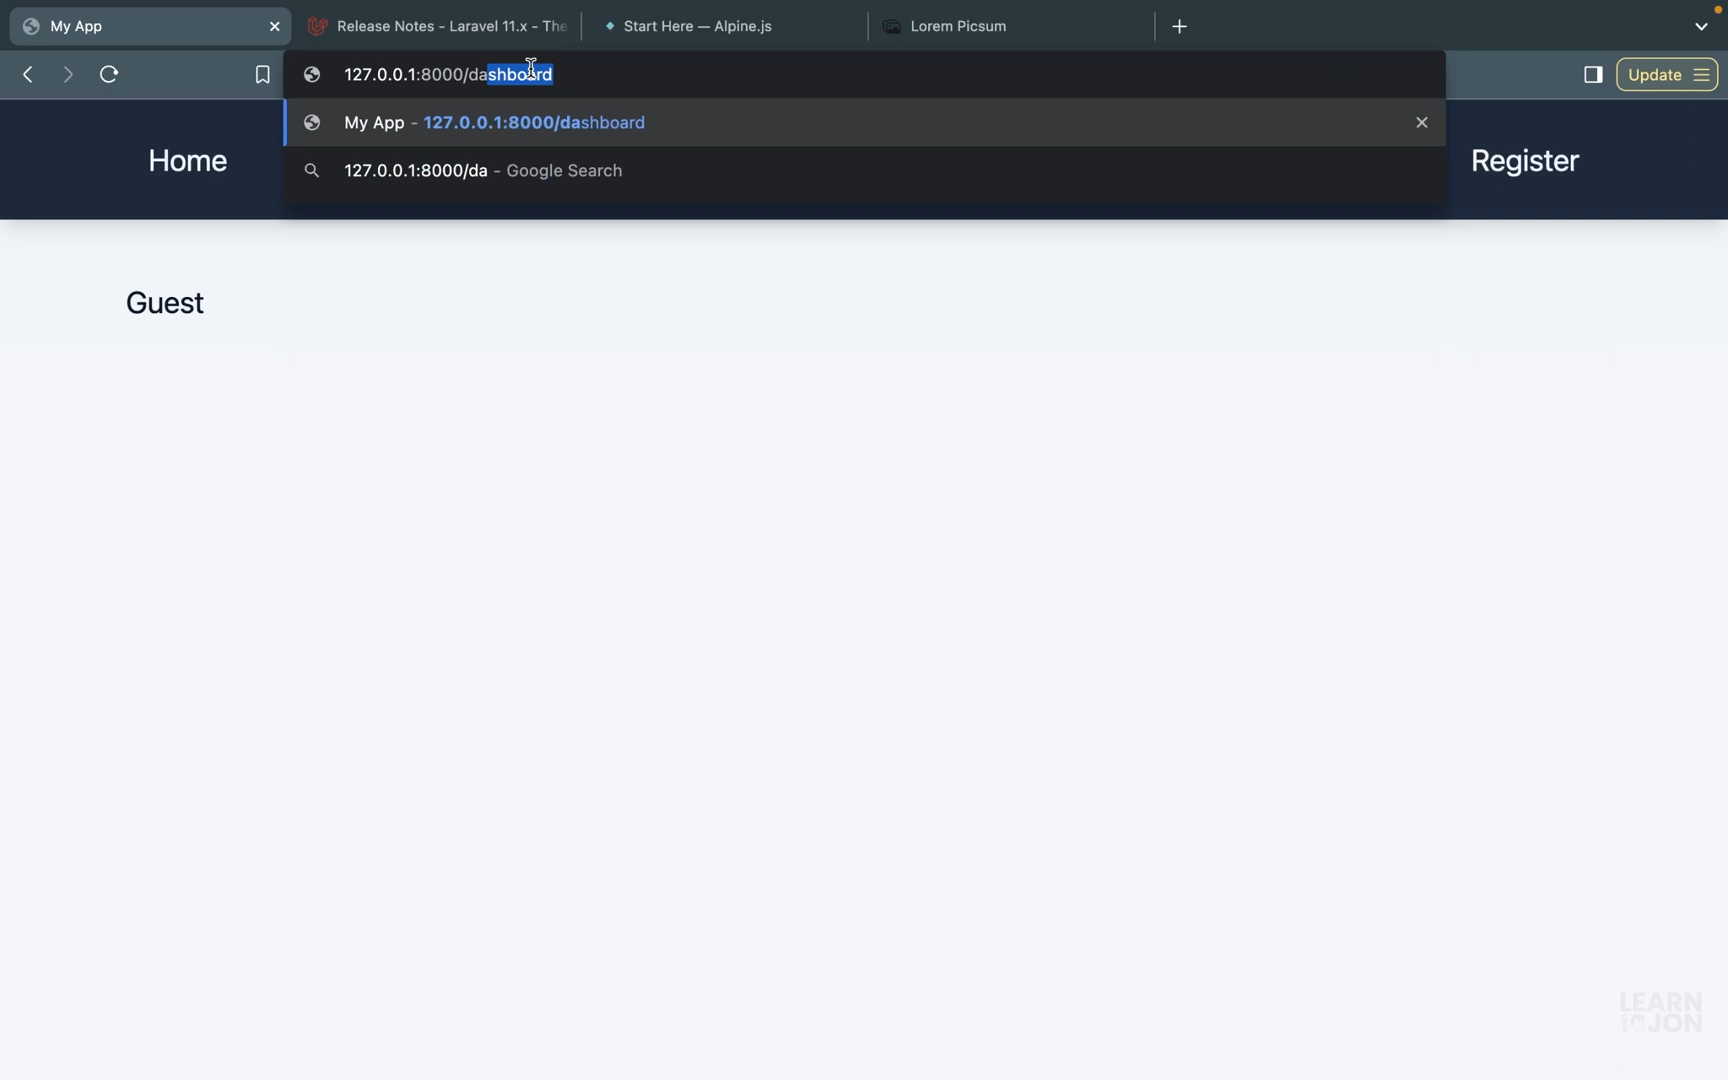 My App
Release Notes - Laravel 11.x - The
Start Here — Alpine.js
Lorem Picsum
127.0.0.1:8000/dashboard
Update
My App - 127.0.0.1:8000/dashboard
127.0.0.1:8000/da - Google Search
Home
Register
Guest
LEARN
JON